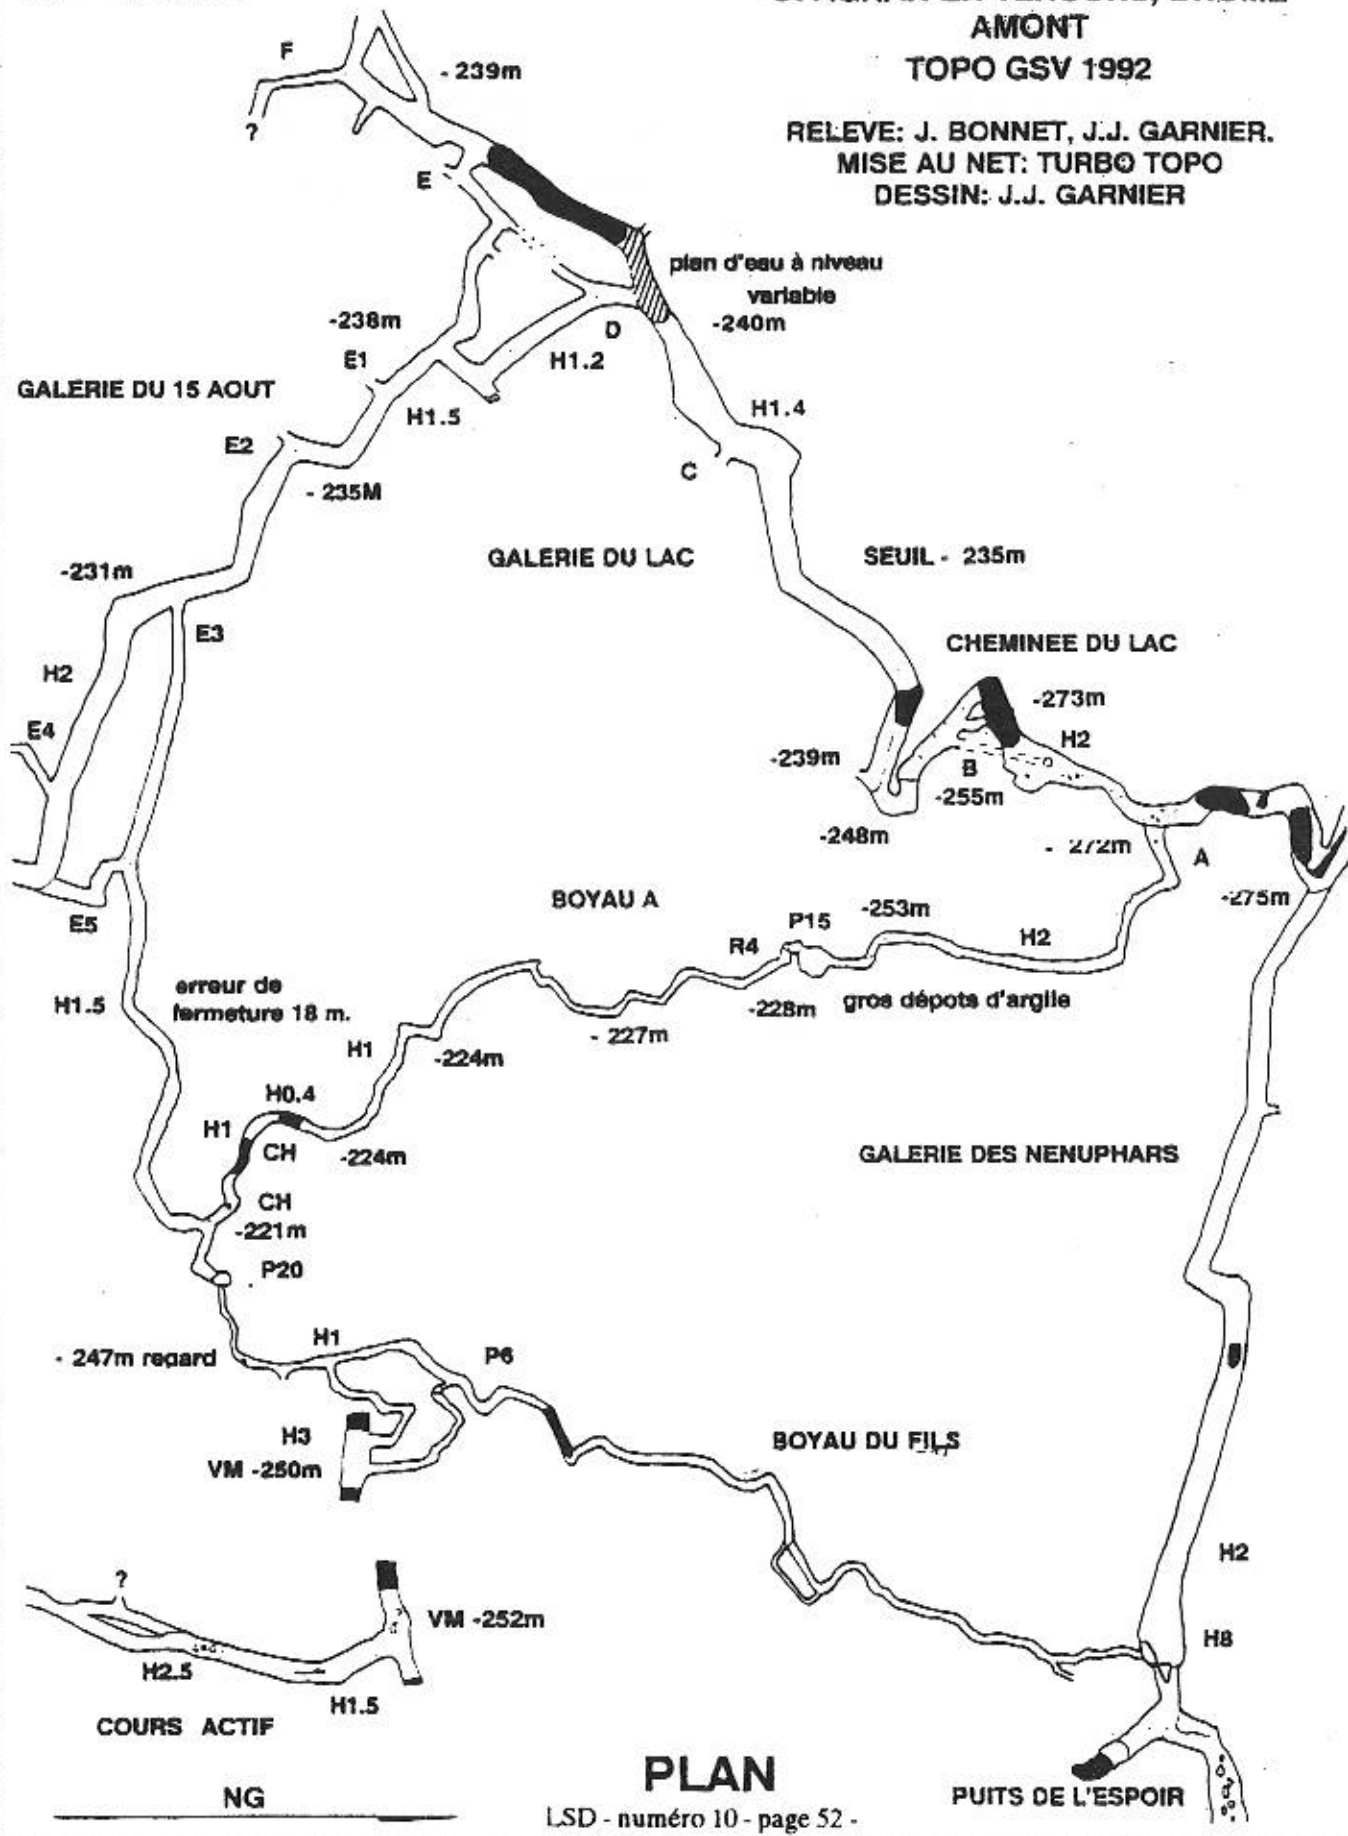 AMONT
TOPO GSV 1992
RELEVE: J. BONNET, J.J. GARNIER.
MISE AU NET: TURBO TOPO
DESSIN: J.J. GARNIER
F
- 239m
?
E
plan d'eau à niveau
variable
-240m
-238m
D
E1
H1.2
GALERIE DU 15 AOUT
H1.5
H1.4
E2
C
- 235M
GALERIE DU LAC
SEUIL - 235m
-231m
E3
CHEMINEE DU LAC
H2
-273m
E4
H2
-239m
B
-255m
-248m
- 272m
A
-275m
BOYAU A
-253m
P15
E5
R4
H2
erreur de
fermeture 18 m.
H1.5
-228m
gros dépots d'argile
- 227m
H1
-224m
H0.4
H1
CH
-224m
GALERIE DES NENUPHARS
CH
-221m
P20
H1
- 247m regard
P6
H3
VM -250m
BOYAU DU FILS
H2
?
VM -252m
H8
H2.5
H1.5
COURS ACTIF
PLAN
NG
PUITS DE L'ESPOIR
LSD - numéro 10 - page 52 -